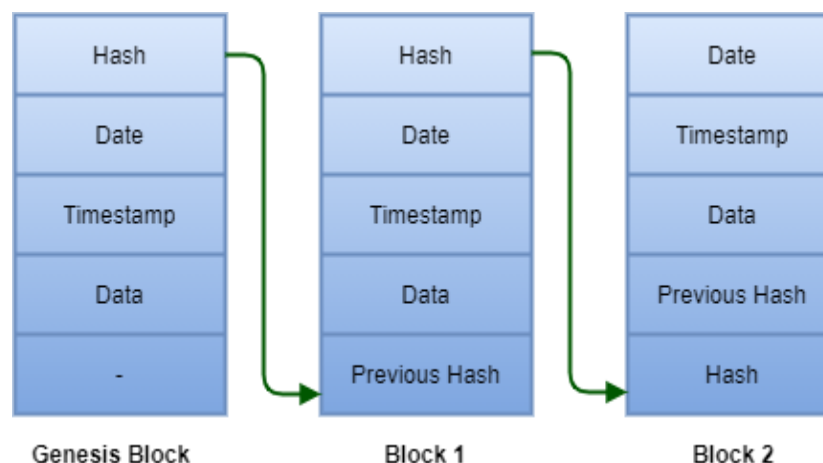 Hash
Date
Timestamp
Data
-
Genesis Block
Hash
Date
Timestamp
Data
Previous Hash
Block 1
Date
Timestamp
Data
Previous Hash
Hash
Block 2